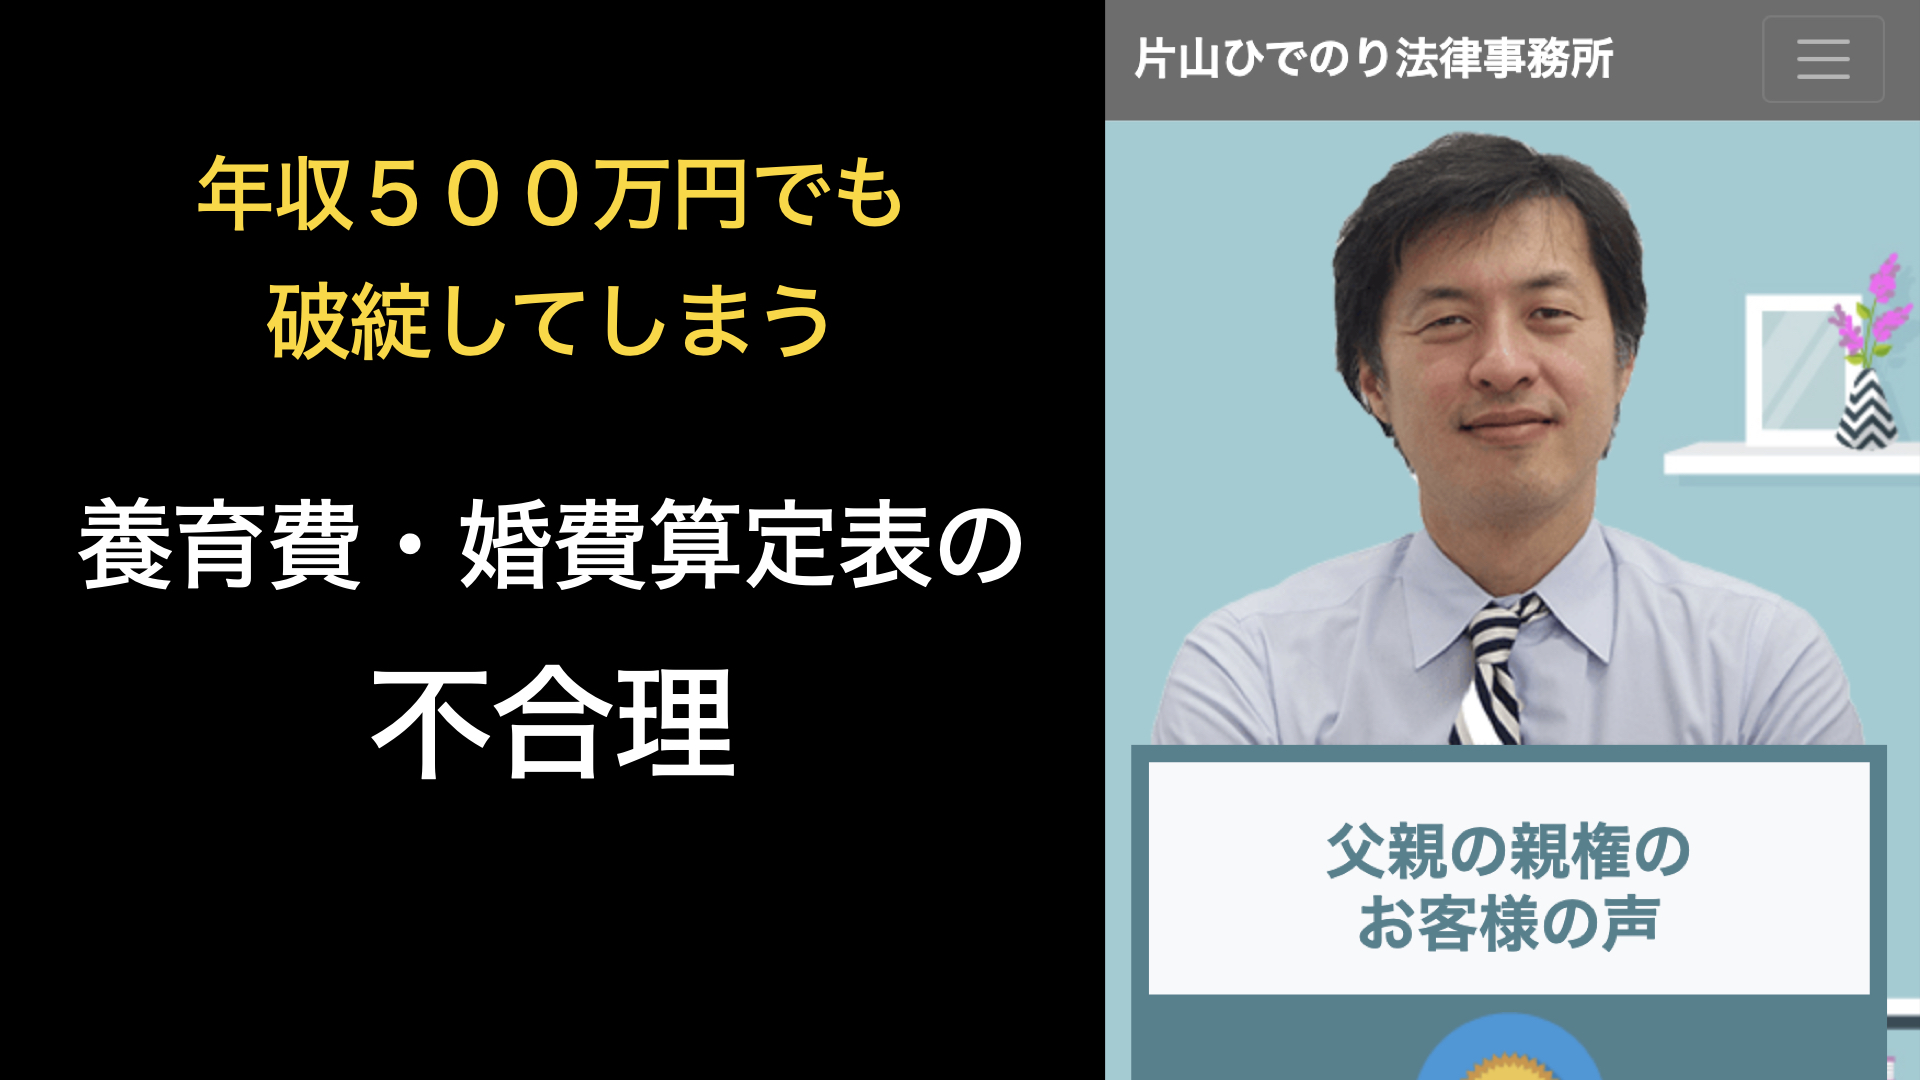 年収５００万円でも
破綻してしまう
養育費・婚費算定表の
不合理
片山ひでのり法律事務所
父親の親権の
お客様の声